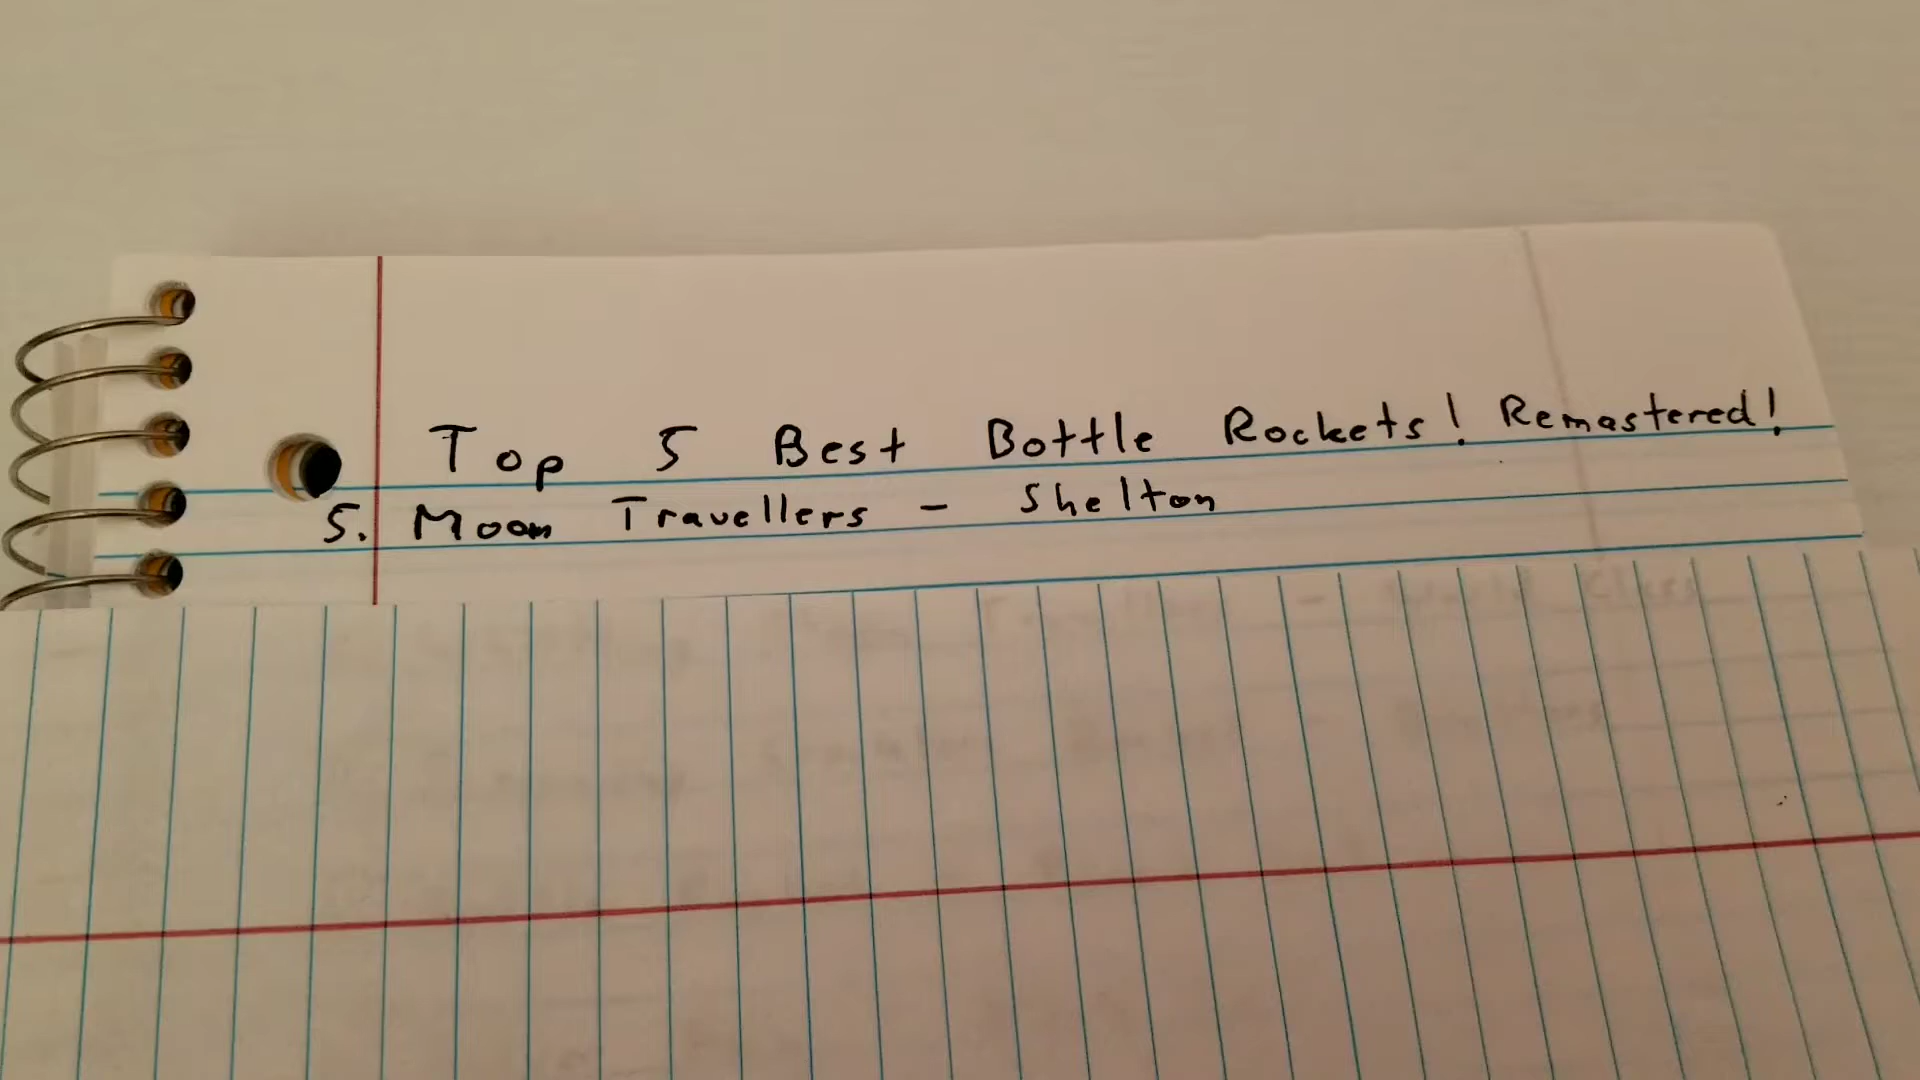 Top 5 Best Bottle Rockets! Remastered!
5. Moon Travellers - Shelton